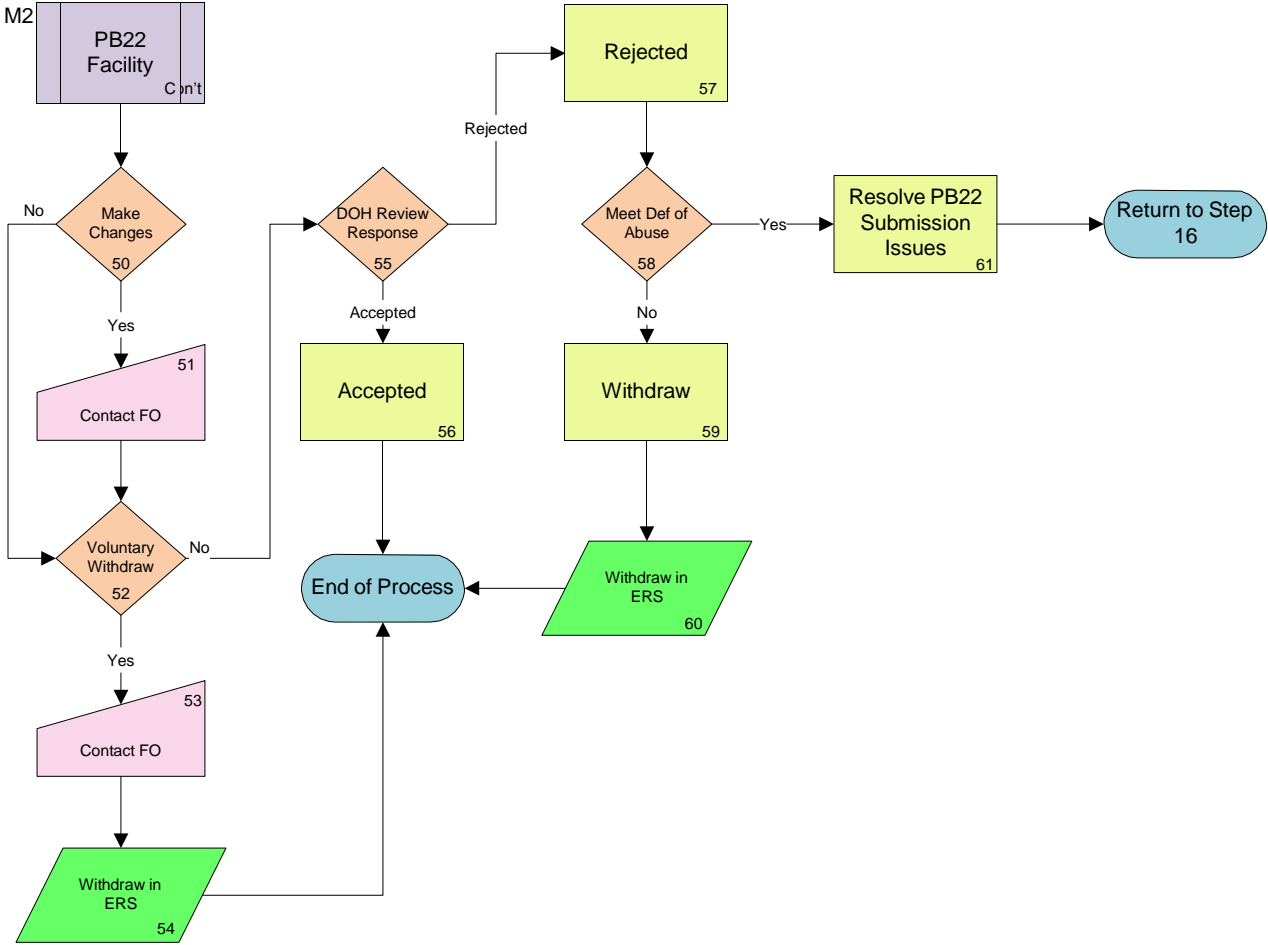 M2
PB22
Facility
Con't
Make
Changes
50
No
Yes
51
Contact FO
Voluntary
Withdraw
52
No
Yes
53
Contact FO
Withdraw in
ERS
54
DOH Review
Response
55
Rejected
Accepted
Accepted
56
End of Process
Rejected
57
Meet Def of
Abuse
58
Yes
No
Withdraw
59
Withdraw in
ERS
60
Resolve PB22
Submission
Issues
61
Return to Step
16